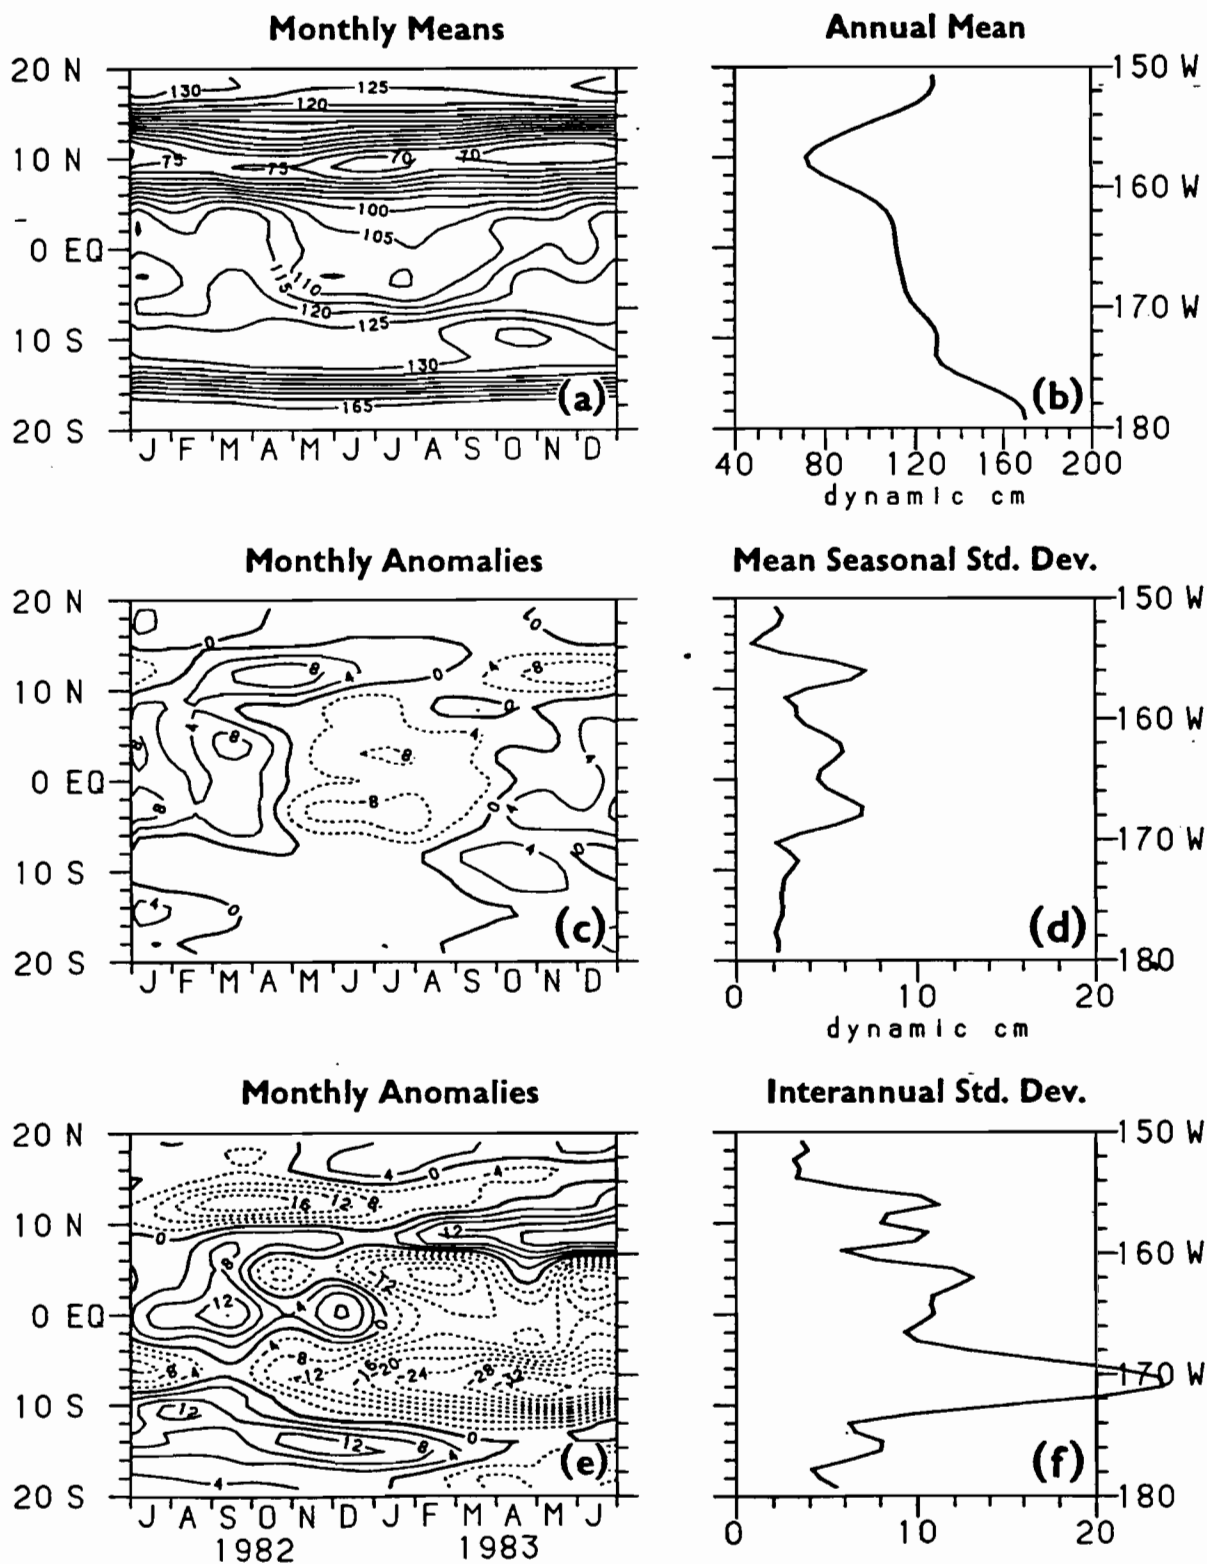 Monthly Means
Annual Mean
20 N
10 N
0 EQ
10 S
20 S
130
125
120
75
75
70
70
100
105
115
110
120
125
130
165
(a)
J F M A M J J A S O N D
150 W
160 W
170 W
180
(b)
40 80 120 160 200
dynamic cm
Monthly Anomalies
Mean Seasonal Std. Dev.
20 N
10 N
0 EQ
10 S
20 S
0
0
8
4
0
4
8
0
4
8
8
4
8
4
8
8
0
4
4
0
4
0
(c)
J F M A M J J A S O N D
150 W
160 W
170 W
180
(d)
0 10 20
dynamic cm
Monthly Anomalies
Interannual Std. Dev.
20 N
10 N
0 EQ
10 S
20 S
4
0
4
16
12
8
0
12
8
12
12
4
0
4
8
4
8
12
16
20
24
28
32
12
12
8
4
0
4
(e)
J A S O N D J F M A M J
1982 1983
150 W
160 W
170 W
180
(f)
0 10 20